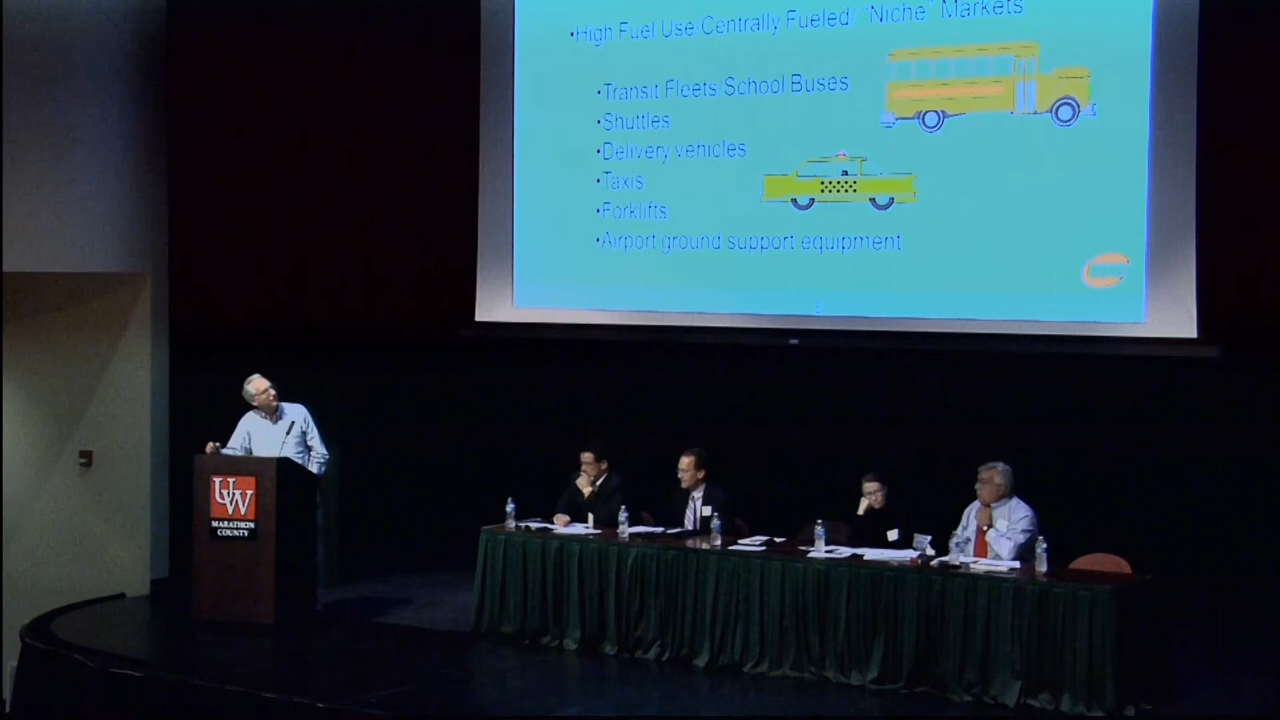 •High Fuel Use/Centrally Fueled/ "Niche" Markets
•Transit Fleets/School Buses
•Shuttles
•Delivery vehicles
•Taxis
•Forklifts
•Airport ground support equipment
UW
MARATHON
COUNTY